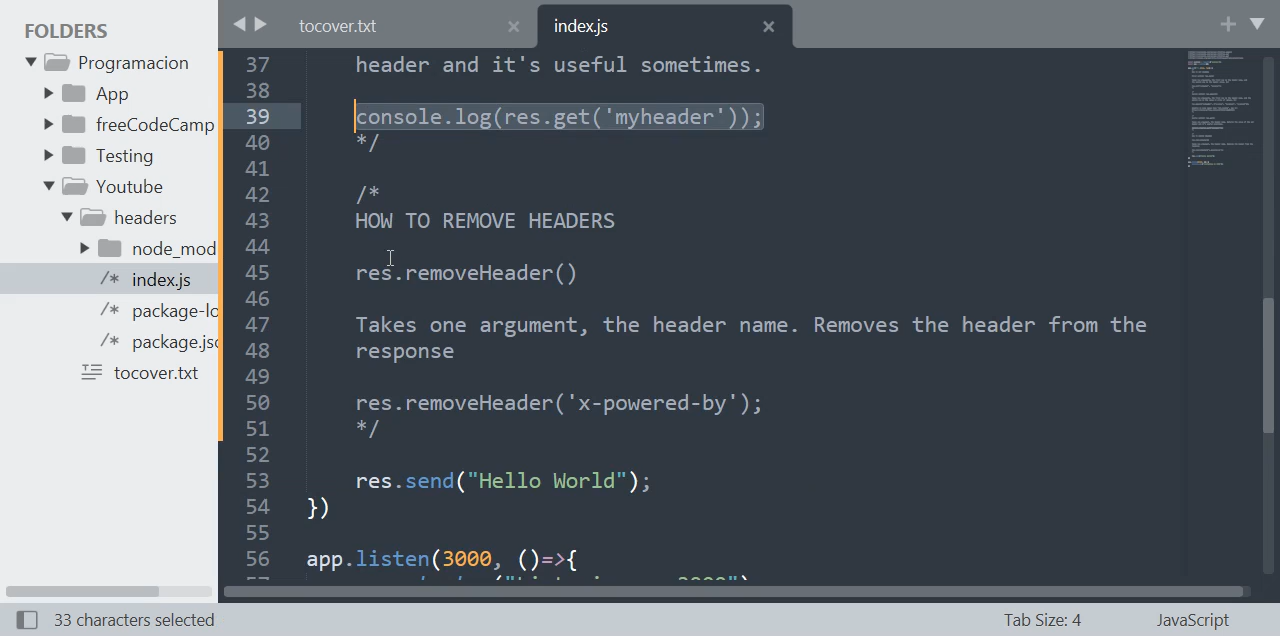 FOLDERS
Programacion
App
freeCodeCamp
Testing
Youtube
headers
node_mod
/* index.js
/* package-lo
/* package.jso
tocover.txt
tocover.txt ×
index.js ×
37 header and it's useful sometimes.
38
39 console.log(res.get('myheader'));
40 */
41
42 /*
43 HOW TO REMOVE HEADERS
44
45 res.removeHeader()
46
47 Takes one argument, the header name. Removes the header from the
48 response
49
50 res.removeHeader('x-powered-by');
51 */
52
53 res.send("Hello World");
54 })
55
56 app.listen(3000, ()=>{
33 characters selected
Tab Size: 4
JavaScript